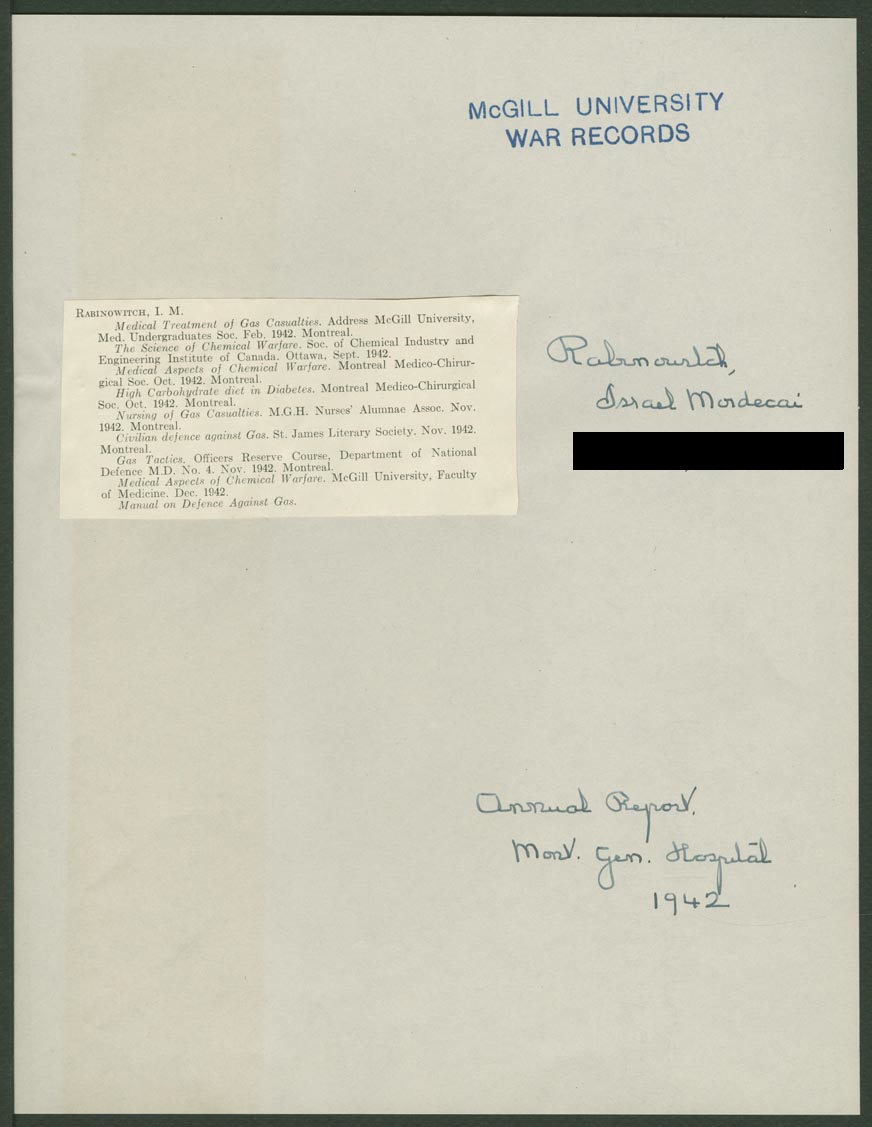 McGILL UNIVERSITY
WAR RECORDS
RABINOWITCH, I. M.
Medical Treatment of Gas Casualties. Address McGill University,
Med. Undergraduates Soc. Feb. 1942. Montreal.
The Science of Chemical Warfare. Soc. of Chemical Industry and
Engineering Institute of Canada. Ottawa, Sept. 1942.
Medical Aspects of Chemical Warfare. Montreal Medico-Chirur-
gical Soc. Oct. 1942. Montreal.
High Carbohydrate diet in Diabetes. Montreal Medico-Chirurgical
Soc. Oct. 1942. Montreal.
Nursing of Gas Casualties. M.G.H. Nurses' Alumnae Assoc. Nov.
1942. Montreal.
Civilian defence against Gas. St. James Literary Society. Nov. 1942.
Montreal.
Gas Tactics. Officers Reserve Course, Department of National
Defence M.D. No. 4. Nov. 1942. Montreal.
Medical Aspects of Chemical Warfare. McGill University, Faculty
of Medicine. Dec. 1942.
Manual on Defence Against Gas.
Rabinowitch,
Israel Mordecai
Annual Report.
Mont. Gen. Hospital
1942